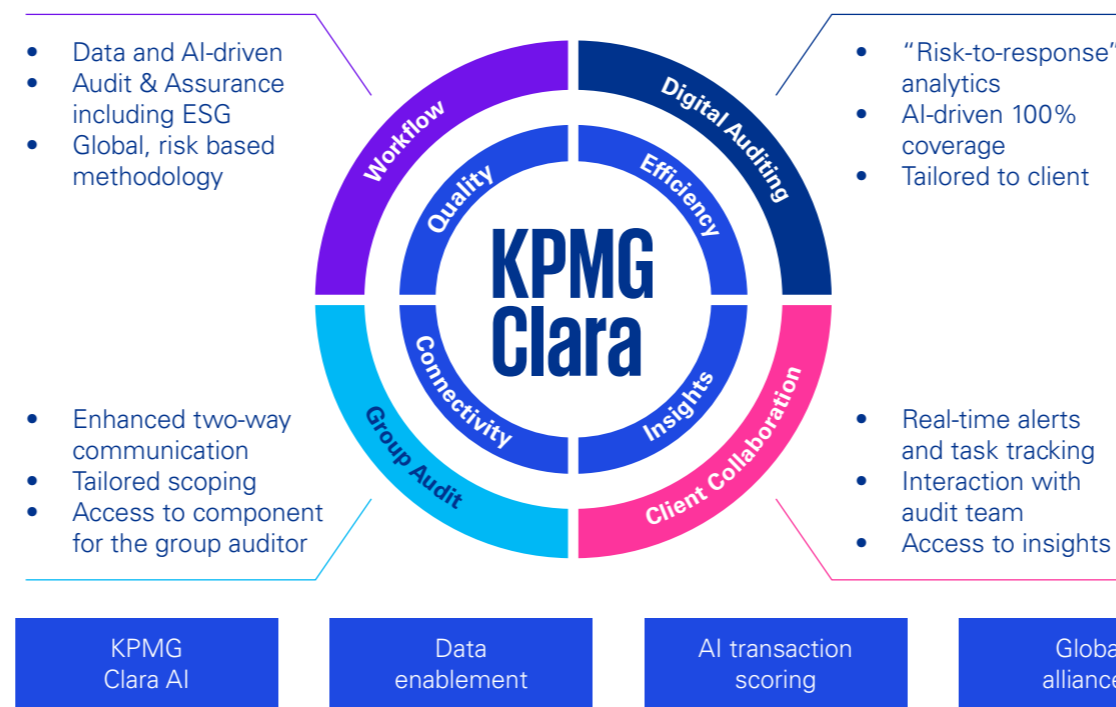 • Data and AI-driven
• Audit & Assurance
including ESG
• Global, risk based
methodology
• "Risk-to-response"
analytics
• AI-driven 100%
coverage
• Tailored to client
Workflow
Digital Auditing
Quality
Efficiency
KPMG
Clara
Connectivity
Insights
Group Audit
Client Collaboration
• Enhanced two-way
communication
• Tailored scoping
• Access to component
for the group auditor
• Real-time alerts
and task tracking
• Interaction with
audit team
• Access to insights
KPMG
Clara AI
Data
enablement
AI transaction
scoring